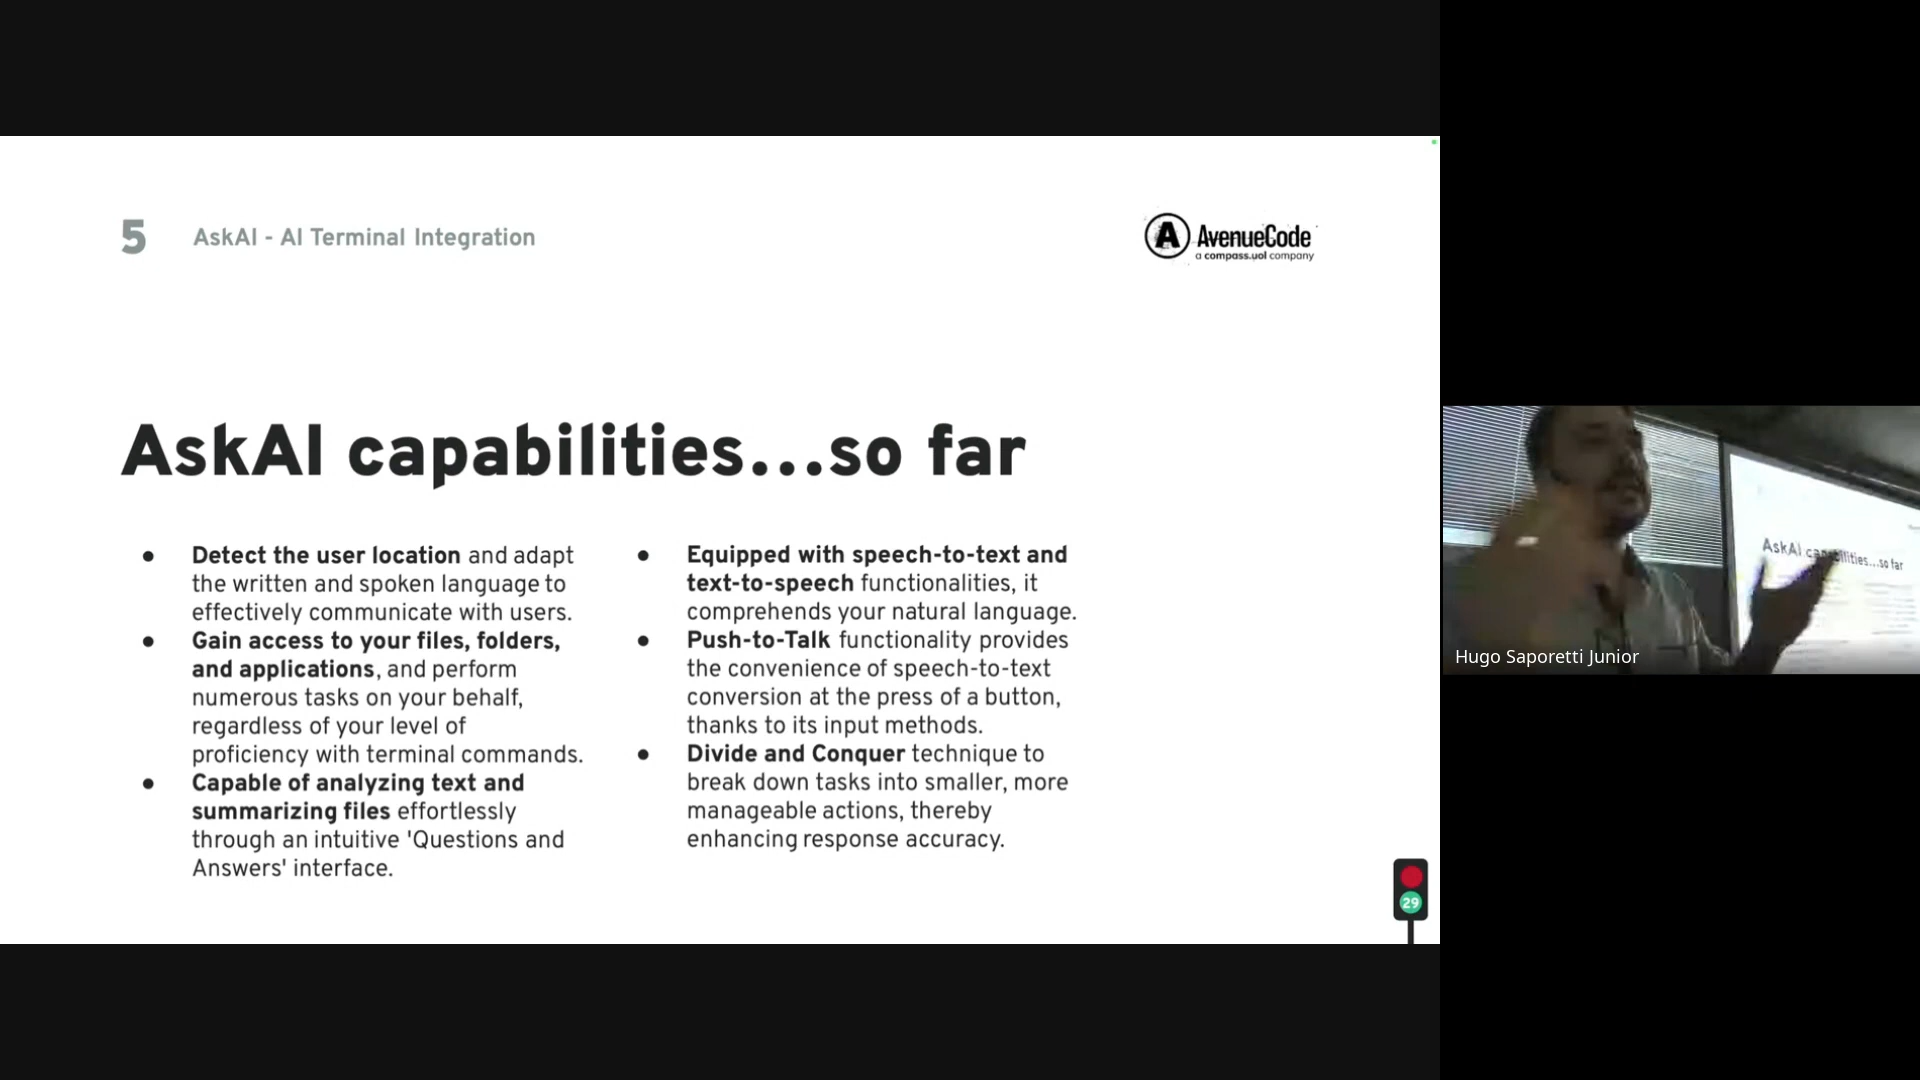 5 AskAI - AI Terminal Integration
AvenueCode
a compass.uol company
AskAI capabilities...so far
● Detect the user location and adapt
the written and spoken language to
effectively communicate with users.
● Gain access to your files, folders,
and applications, and perform
numerous tasks on your behalf,
regardless of your level of
proficiency with terminal commands.
● Capable of analyzing text and
summarizing files effortlessly
through an intuitive 'Questions and
Answers' interface.
● Equipped with speech-to-text and
text-to-speech functionalities, it
comprehends your natural language.
● Push-to-Talk functionality provides
the convenience of speech-to-text
conversion at the press of a button,
thanks to its input methods.
● Divide and Conquer technique to
break down tasks into smaller, more
manageable actions, thereby
enhancing response accuracy.
29
AskAI capabilities...so far
Hugo Saporetti Junior